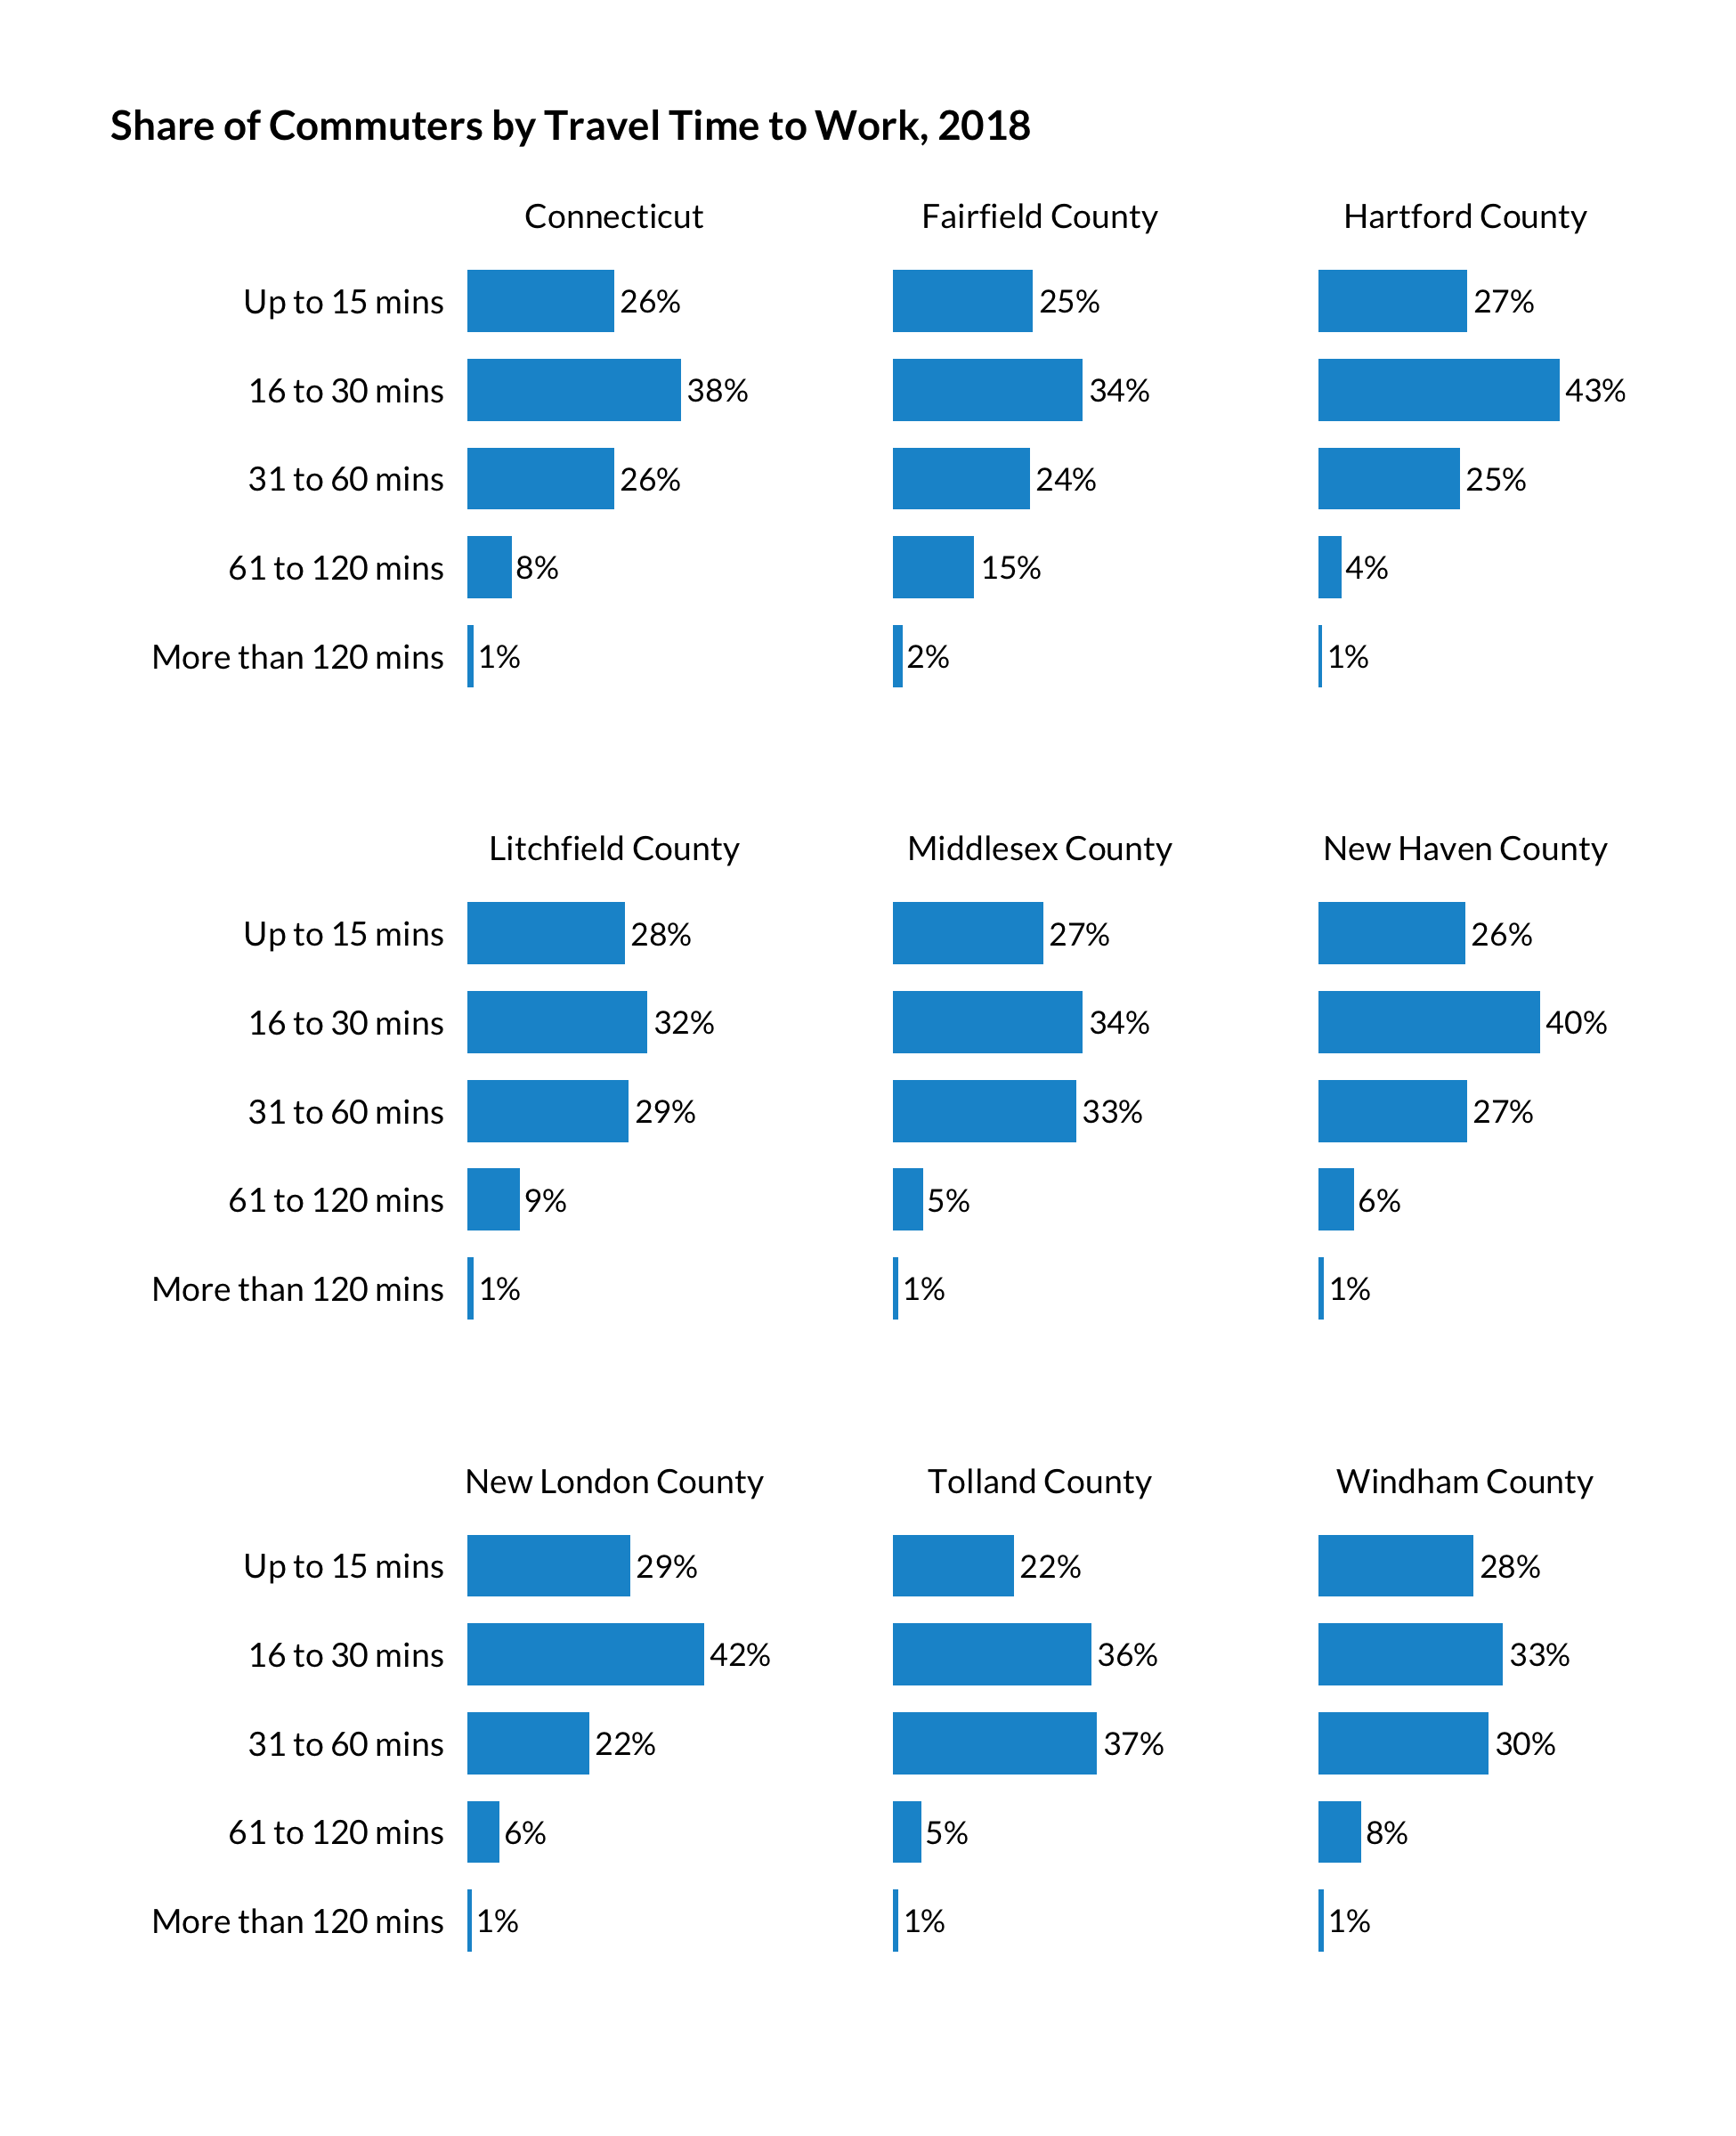 Share of Commuters by Travel Time to Work, 2018
Connecticut Fairfield County Hartford County
Up to 15 mins 26% 25% 27%
16 to 30 mins 38% 34% 43%
31 to 60 mins 26% 24% 25%
61 to 120 mins 8% 15% 4%
More than 120 mins 1% 2% 1%
Litchfield County Middlesex County New Haven County
Up to 15 mins 28% 27% 26%
16 to 30 mins 32% 34% 40%
31 to 60 mins 29% 33% 27%
61 to 120 mins 9% 5% 6%
More than 120 mins 1% 1% 1%
New London County Tolland County Windham County
Up to 15 mins 29% 22% 28%
16 to 30 mins 42% 36% 33%
31 to 60 mins 22% 37% 30%
61 to 120 mins 6% 5% 8%
More than 120 mins 1% 1% 1%